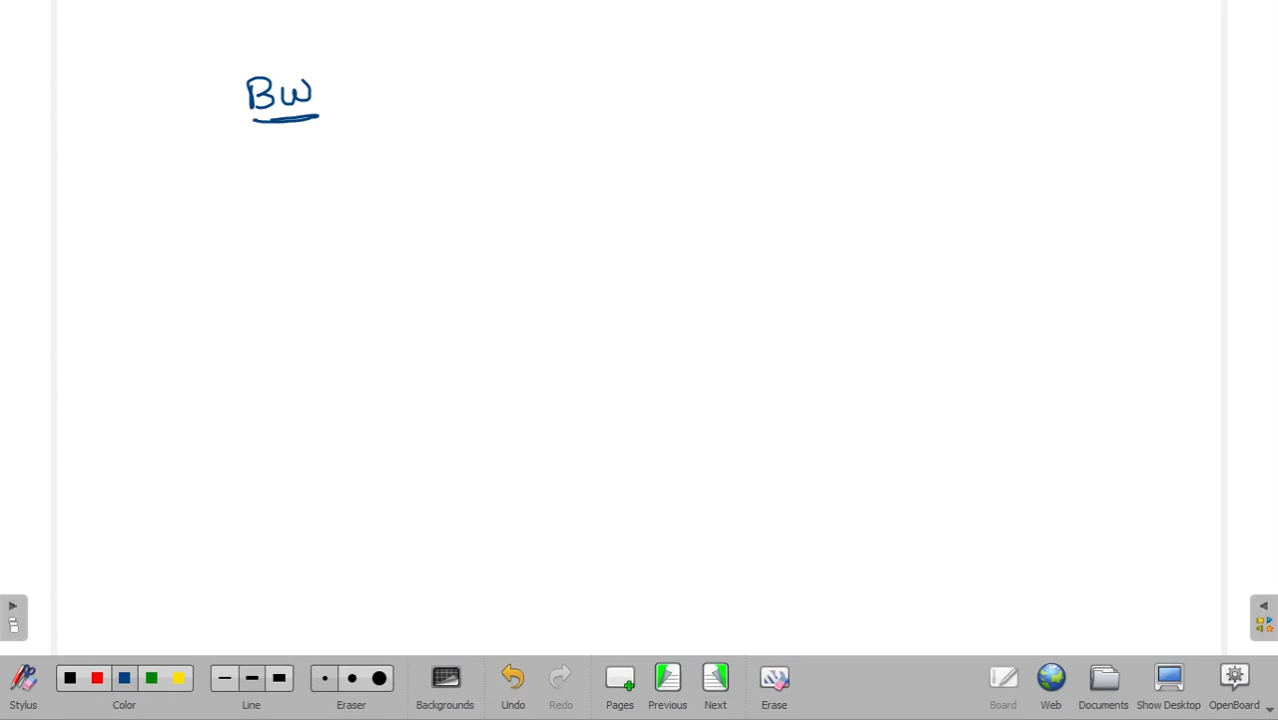 BW
Stylus
Color
Line
Eraser
Backgrounds
Undo
Redo
Pages
Previous
Next
Erase
Board
Web
Documents
Show Desktop
OpenBoard